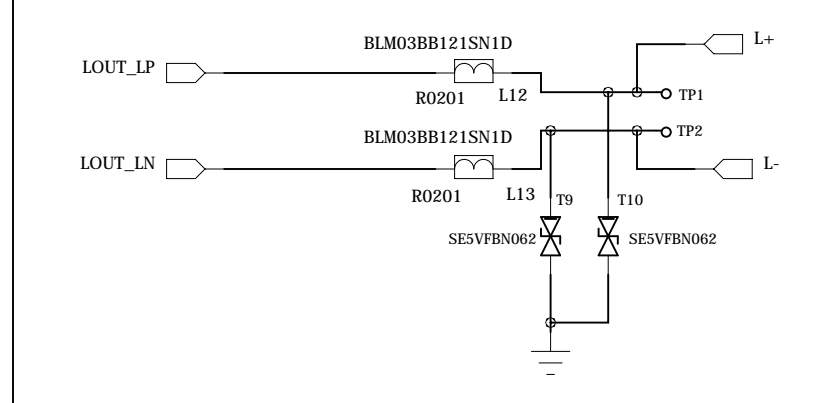 BLM03BB121SN1D
L+
LOUT_LP
R0201
L12
TP1
BLM03BB121SN1D
TP2
LOUT_LN
L-
R0201
L13
T9
T10
SE5VFBN062
SE5VFBN062